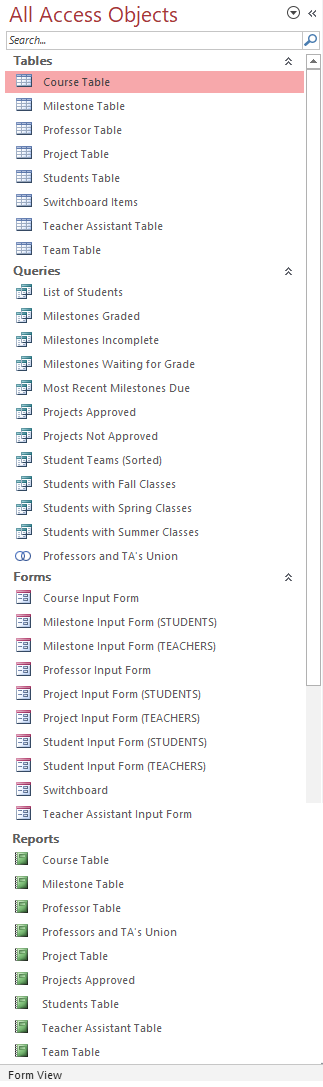 All Access Objects
Search...
Tables
Course Table
Milestone Table
Professor Table
Project Table
Students Table
Switchboard Items
Teacher Assistant Table
Team Table
Queries
List of Students
Milestones Graded
Milestones Incomplete
Milestones Waiting for Grade
Most Recent Milestones Due
Projects Approved
Projects Not Approved
Student Teams (Sorted)
Students with Fall Classes
Students with Spring Classes
Students with Summer Classes
Professors and TA's Union
Forms
Course Input Form
Milestone Input Form (STUDENTS)
Milestone Input Form (TEACHERS)
Professor Input Form
Project Input Form (STUDENTS)
Project Input Form (TEACHERS)
Student Input Form (STUDENTS)
Student Input Form (TEACHERS)
Switchboard
Teacher Assistant Input Form
Reports
Course Table
Milestone Table
Professor Table
Professors and TA's Union
Project Table
Projects Approved
Students Table
Teacher Assistant Table
Team Table
Form View